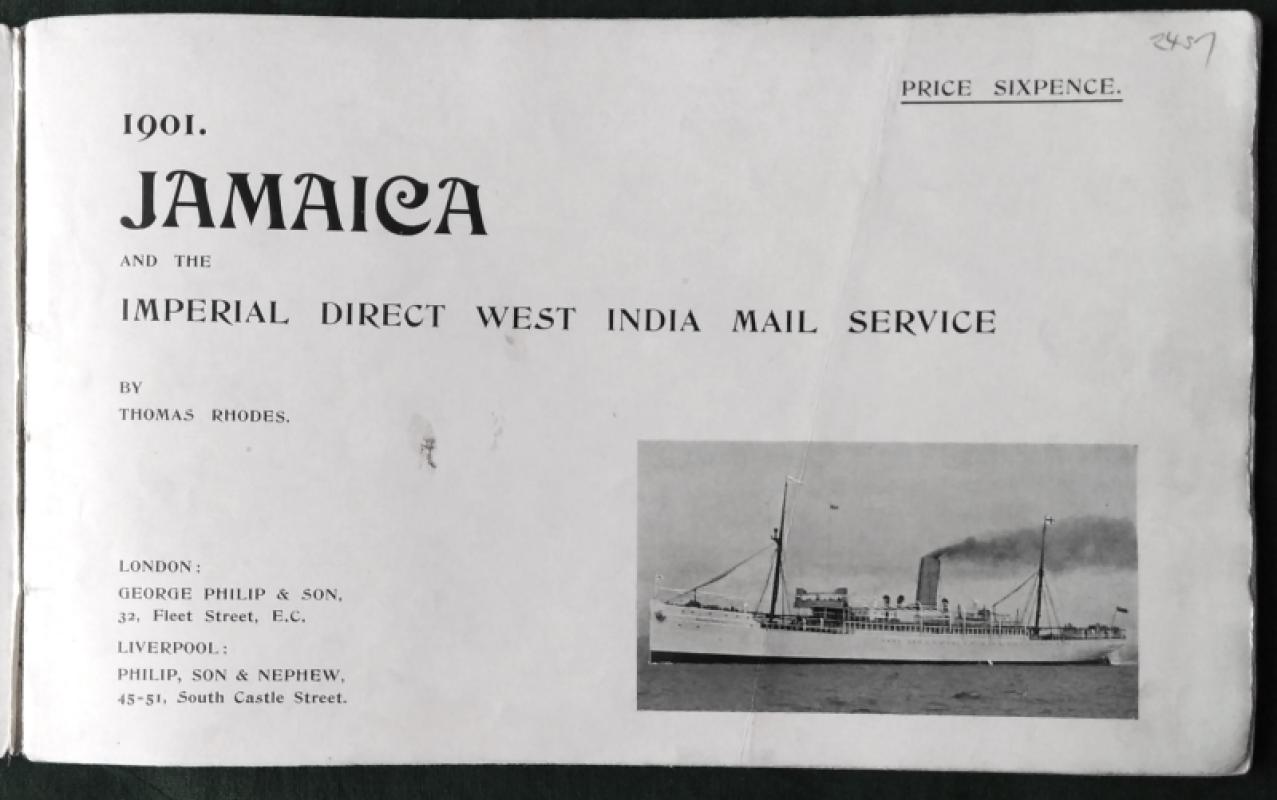 2457
PRICE SIXPENCE.
1901.
JAMAICA
AND THE
IMPERIAL DIRECT WEST INDIA MAIL SERVICE
BY
THOMAS RHODES.
LONDON:
GEORGE PHILIP & SON,
32, Fleet Street, E.C.
LIVERPOOL:
PHILIP, SON & NEPHEW,
45-51, South Castle Street.